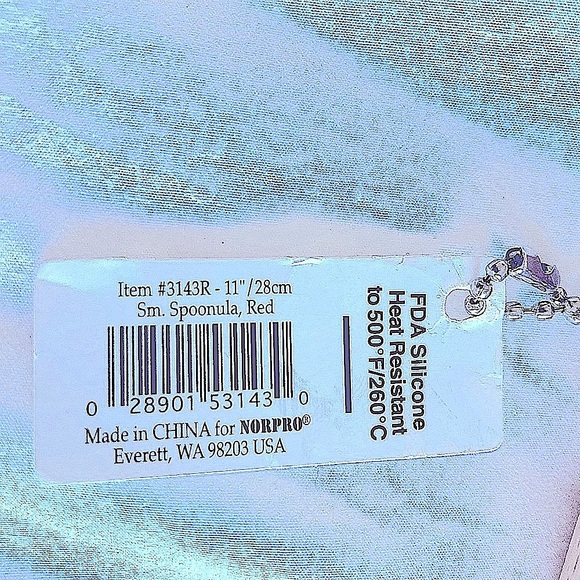 Item #3143R - 11"/28cm
Sm. Spoonula, Red
0 28901 53143 0
Made in CHINA for NORPRO®
Everett, WA 98203 USA
FDA Silicone
Heat Resistant
to 500°F/260°C